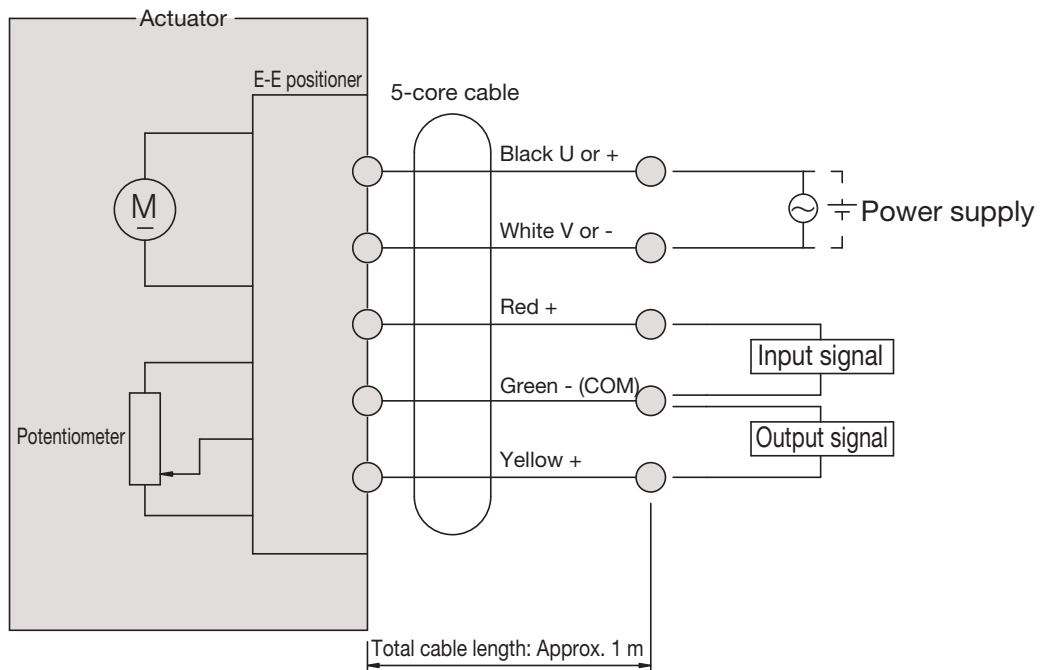 Actuator
E-E positioner
5-core cable
Black U or +
M
Power supply
White V or -
Red +
Input signal
Green - (COM)
Potentiometer
Output signal
Yellow +
Total cable length: Approx. 1 m